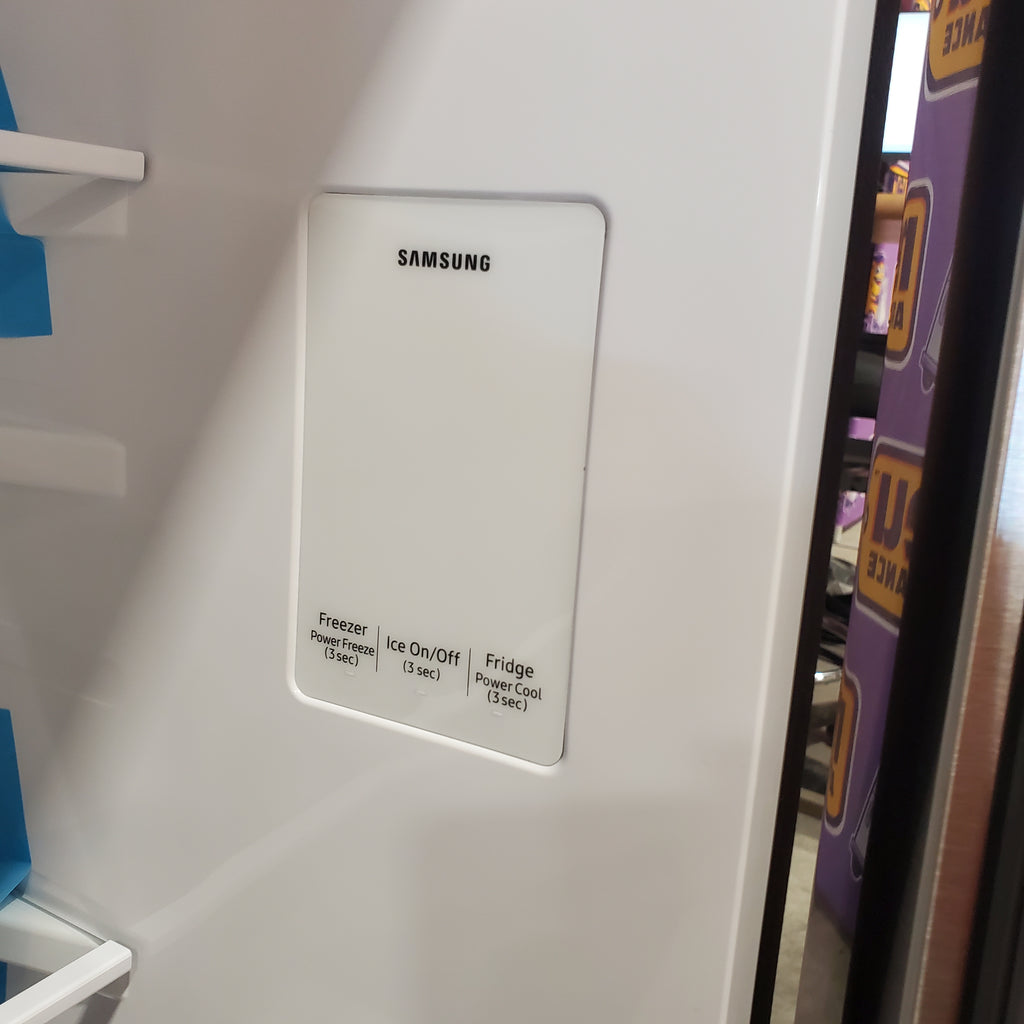 SAMSUNG
Freezer
Power Freeze
(3 sec)
Ice On/Off
(3 sec)
Fridge
Power Cool
(3 sec)